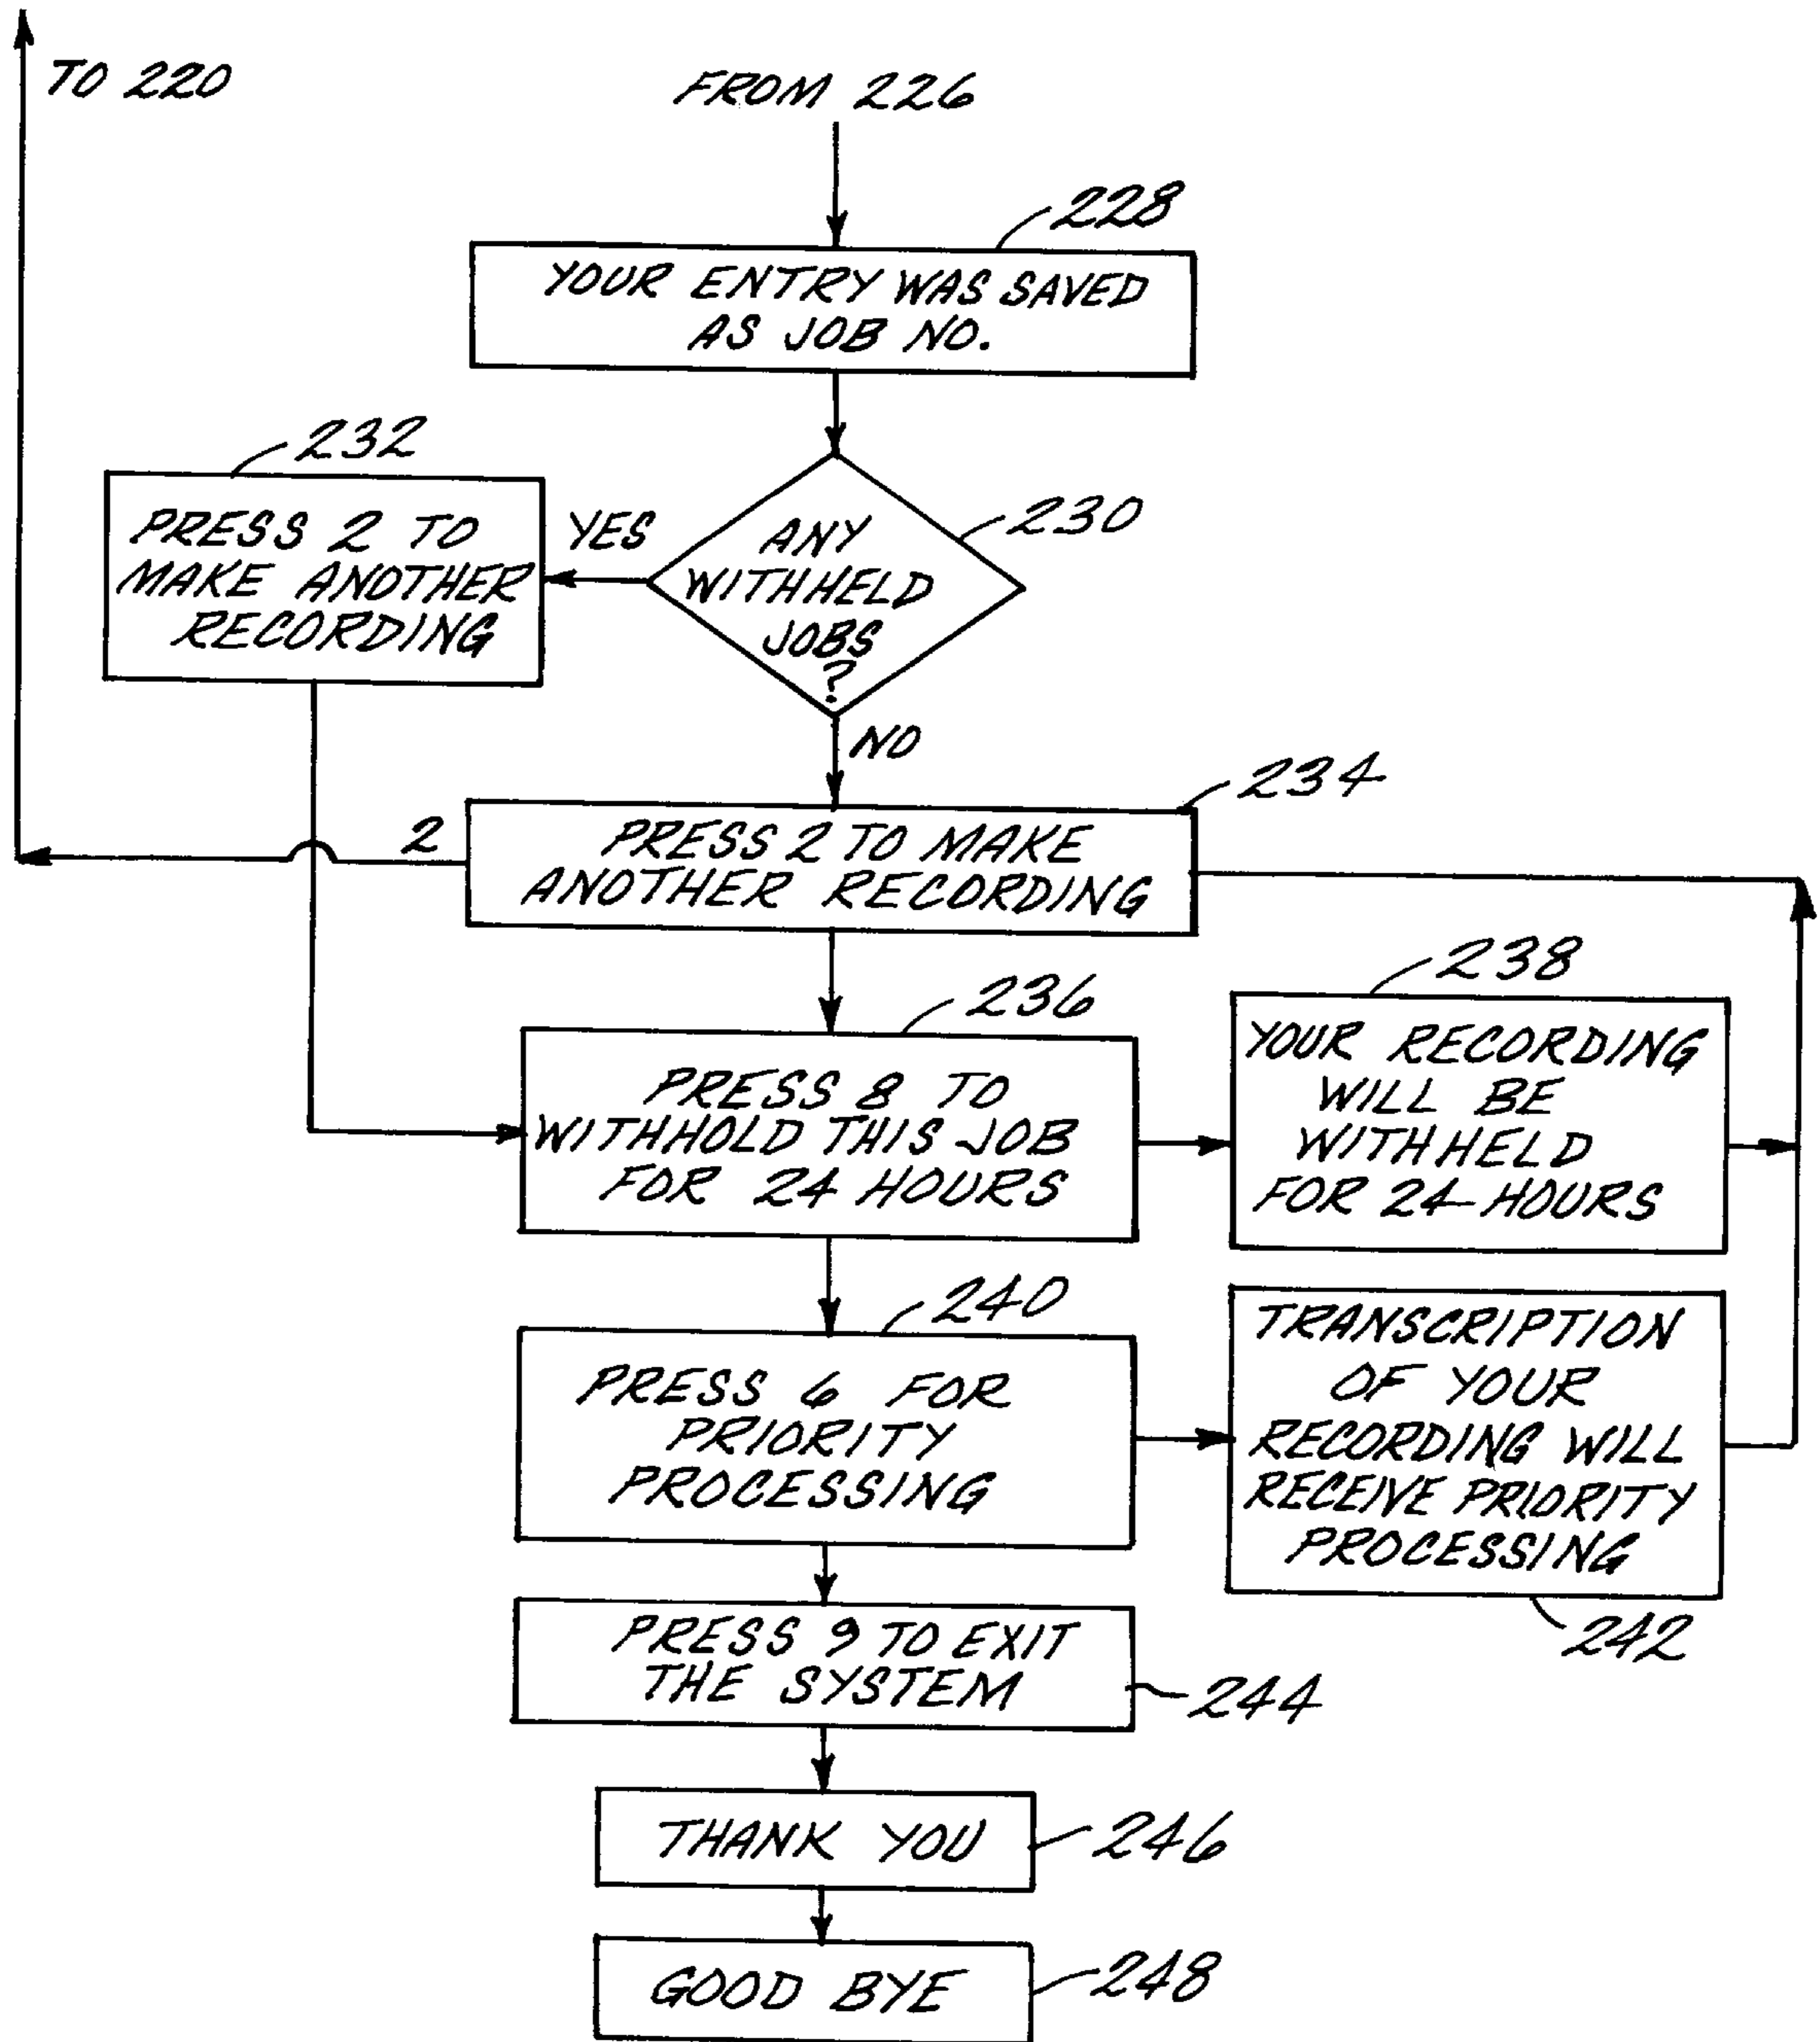 TO 220
FROM 226
228
YOUR ENTRY WAS SAVED
AS JOB NO.
232
PRESS 2 TO
MAKE ANOTHER
RECORDING
YES
230
ANY
WITHHELD
JOBS
?
NO
234
2
PRESS 2 TO MAKE
ANOTHER RECORDING
236
PRESS 8 TO
WITHHOLD THIS JOB
FOR 24 HOURS
238
YOUR RECORDING
WILL BE
WITHHELD
FOR 24 HOURS
240
PRESS 6 FOR
PRIORITY
PROCESSING
TRANSCRIPTION
OF YOUR
RECORDING WILL
RECEIVE PRIORITY
PROCESSING
242
PRESS 9 TO EXIT
THE SYSTEM
244
THANK YOU
246
GOOD BYE
248